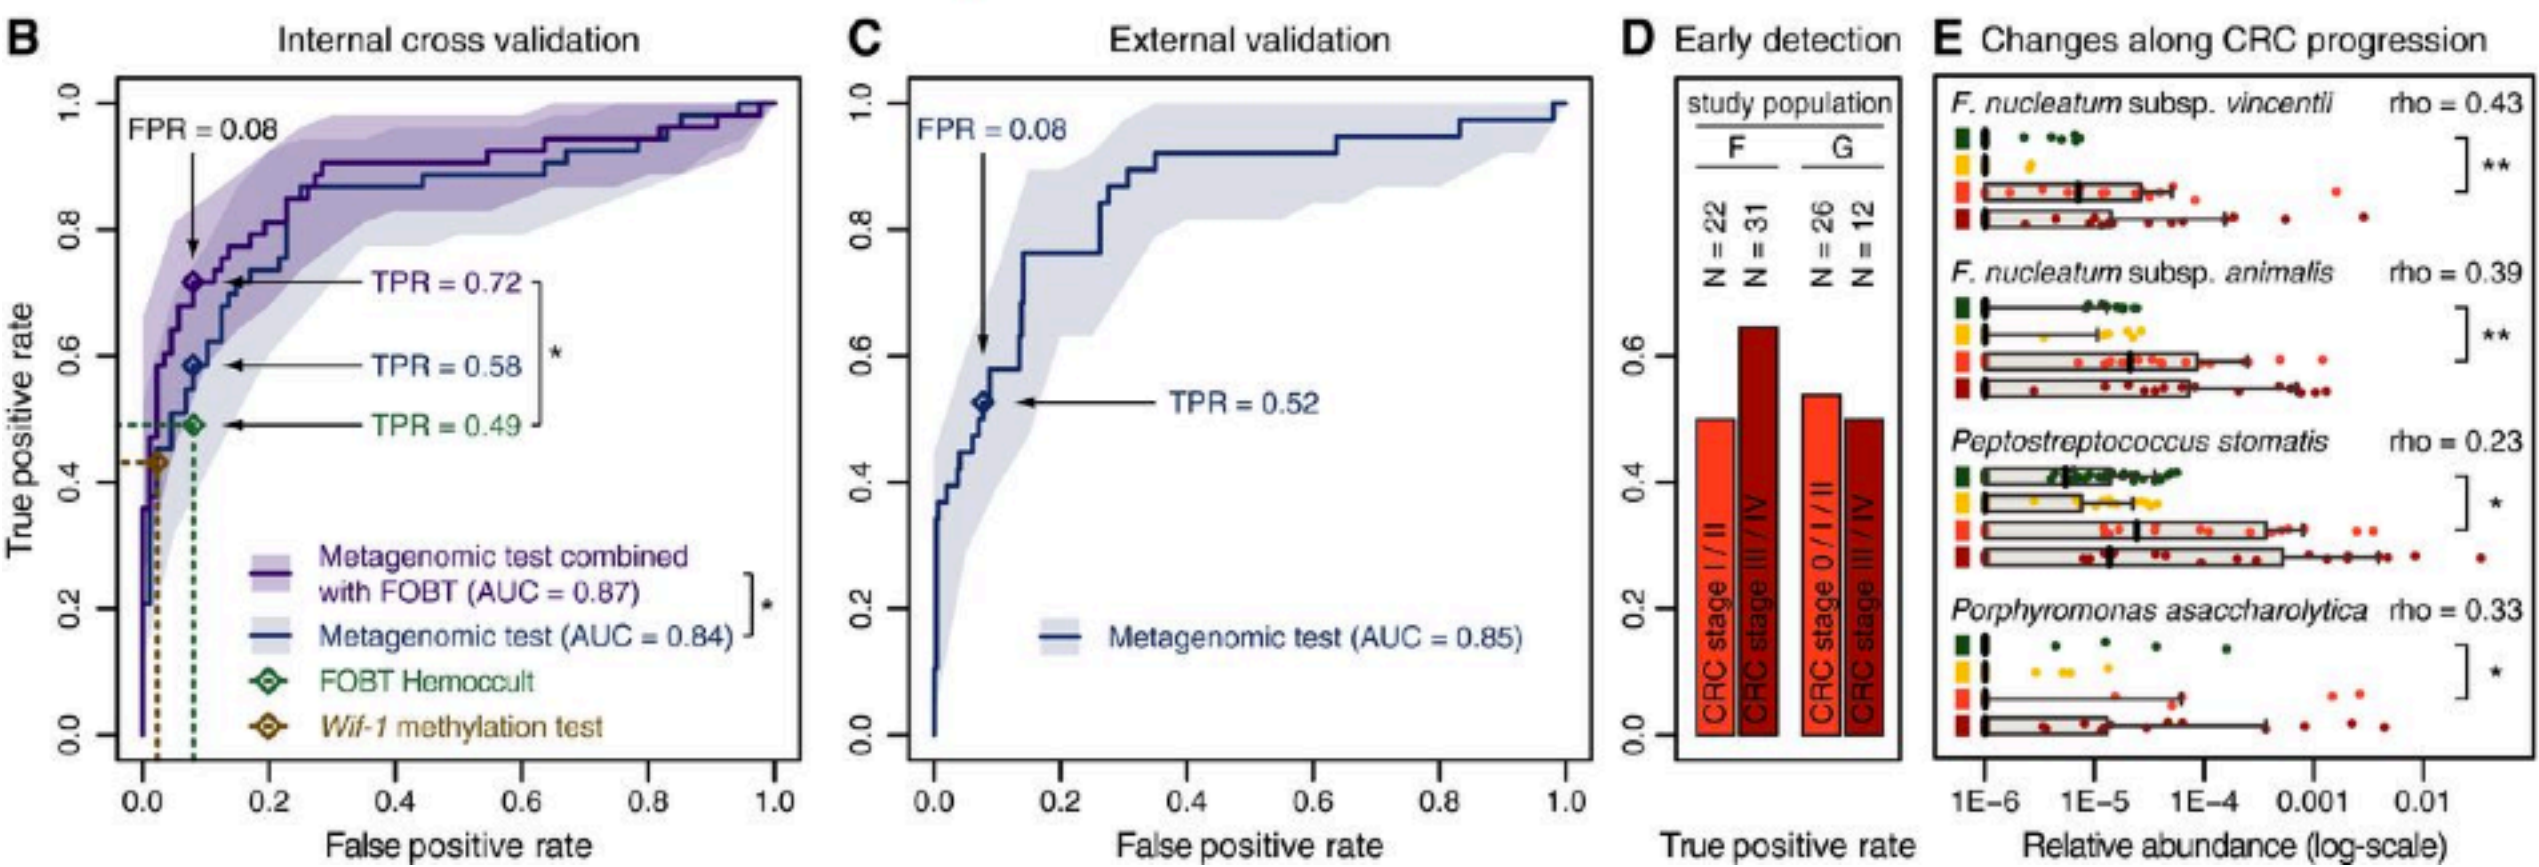 B Internal cross validation
FPR = 0.08
TPR = 0.72
*
TPR = 0.58
TPR = 0.49
Metagenomic test combined
with FOBT (AUC = 0.87)
*
Metagenomic test (AUC = 0.84)
FOBT Hemoccult
Wif-1 methylation test
True positive rate
0.0 0.2 0.4 0.6 0.8 1.0
0.0 0.2 0.4 0.6 0.8 1.0
False positive rate
C External validation
FPR = 0.08
TPR = 0.52
Metagenomic test (AUC = 0.85)
0.0 0.2 0.4 0.6 0.8 1.0
0.0 0.2 0.4 0.6 0.8 1.0
False positive rate
D Early detection
study population
F G
N = 22
N = 31
N = 26
N = 12
CRC stage I / II
CRC stage III / IV
CRC stage 0 / I / II
CRC stage III / IV
0.0 0.2 0.4 0.6
True positive rate
E Changes along CRC progression
F. nucleatum subsp. vincentii rho = 0.43
**
F. nucleatum subsp. animalis rho = 0.39
**
Peptostreptococcus stomatis rho = 0.23
*
Porphyromonas asaccharolytica rho = 0.33
*
1E−6 1E−5 1E−4 0.001 0.01
Relative abundance (log-scale)